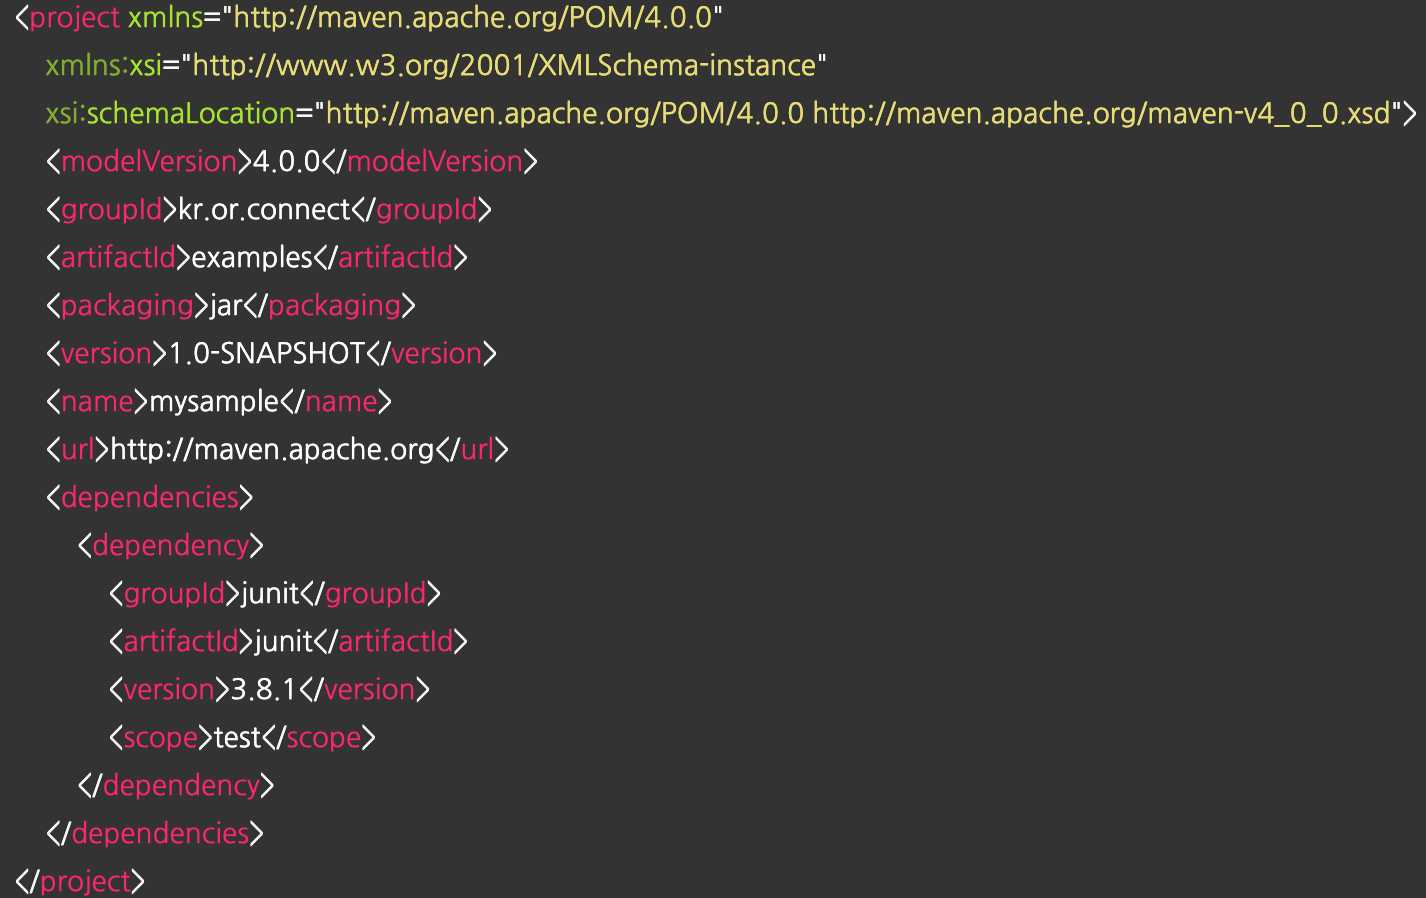 <project xmlns="http://maven.apache.org/POM/4.0.0"
xmlns:xsi="http://www.w3.org/2001/XMLSchema-instance"
xsi:schemaLocation="http://maven.apache.org/POM/4.0.0 http://maven.apache.org/maven-v4_0_0.xsd">
<modelVersion>4.0.0</modelVersion>
<groupId>kr.or.connect</groupId>
<artifactId>examples</artifactId>
<packaging>jar</packaging>
<version>1.0-SNAPSHOT</version>
<name>mysample</name>
<url>http://maven.apache.org</url>
<dependencies>
<dependency>
<groupId>junit</groupId>
<artifactId>junit</artifactId>
<version>3.8.1</version>
<scope>test</scope>
</dependency>
</dependencies>
</project>